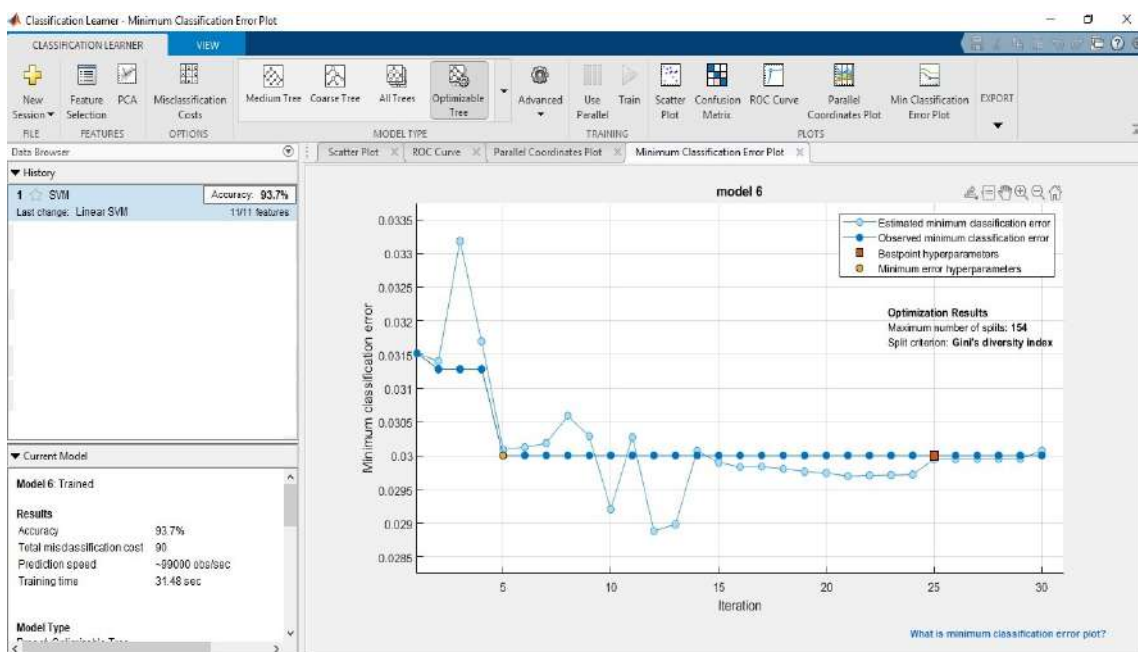 Classification Learner - Minimum Classification Error Plot
CLASSIFICATION LEARNER VIEW
New Session Feature Selection PCA Misclassification Costs Medium Tree Coarse Tree All Trees Optimizable Tree Advanced Use Parallel Train Scatter Plot Confusion Metric ROC Curve Parallel Coordinates Plot Min Classification Error Plot EXPORT
FILE FEATURES OPTIONS MODEL TYPE TRAINING PLOTS
Data Browser
Scatter Plot ROC Curve Parallel Coordinates Plot Minimum Classification Error Plot
History
1 SVM Accuracy: 93.7%
Last change: Linear SVM 11/11 features
Current Model
Model 6: Trained
Results
Accuracy 93.7%
Total misclassification cost 90
Prediction speed ~99000 obs/sec
Training time 31.48 sec
Model Type
model 6
Estimated minimum classification error
Observed minimum classification error
Bestpoint hyperparameters
Minimum error hyperparameters
Optimization Results
Maximum number of splits: 154
Split criterion: Gini's diversity index
Minimum classification error
0.0335
0.033
0.0325
0.032
0.0315
0.031
0.0305
0.03
0.0295
0.029
0.0285
5 10 15 20 25 30
Iteration
What is minimum classification error plot?